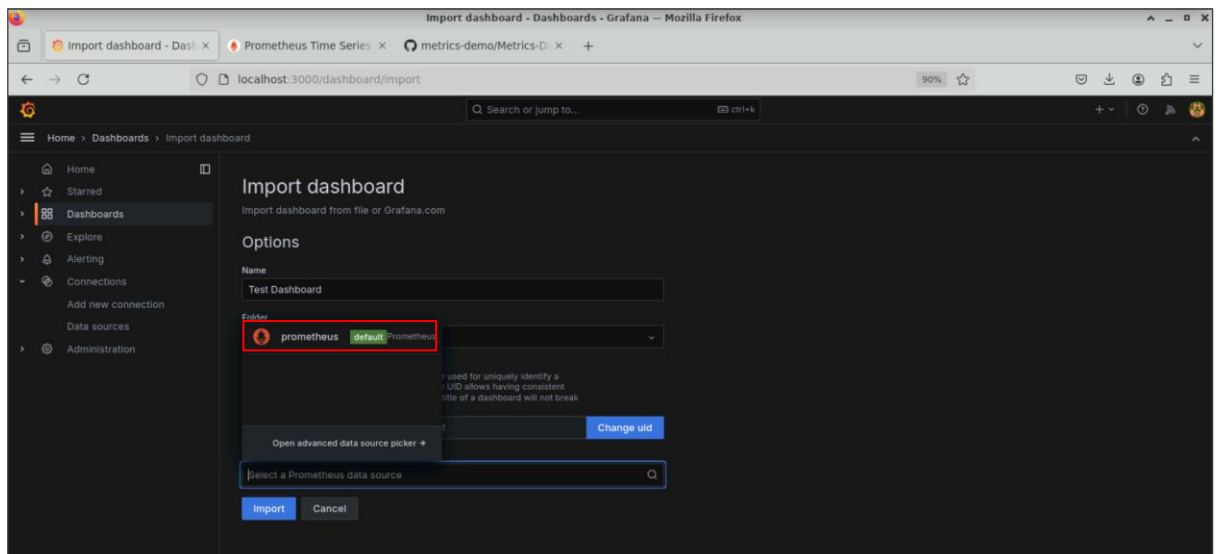 Import dashboard - Dashboards - Grafana — Mozilla Firefox
Import dashboard - Dash
Prometheus Time Series
metrics-demo/Metrics-D
localhost:3000/dashboard/import
90%
Search or jump to...
ctrl+k
Home > Dashboards > Import dashboard
Home
Starred
Dashboards
Explore
Alerting
Connections
Add new connection
Data sources
Administration
Import dashboard
Import dashboard from file or Grafana.com
Options
Name
Test Dashboard
Folder
prometheus default Prometheus
used for uniquely identify a
UID allows having consistent
title of a dashboard will not break
Change uid
Open advanced data source picker →
Select a Prometheus data source
Import Cancel